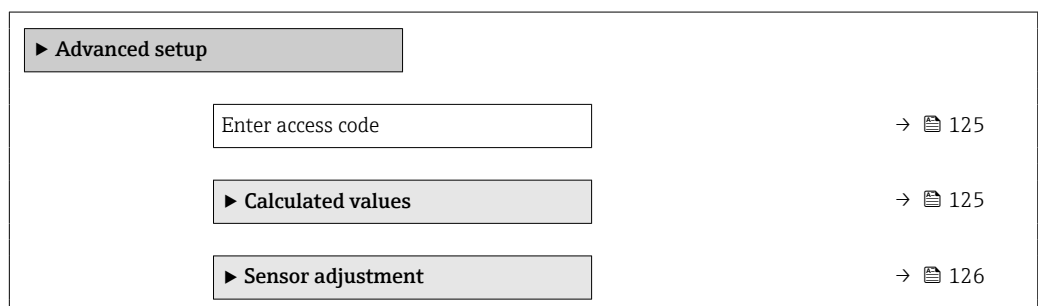 ▶ Advanced setup
Enter access code → 125
▶ Calculated values → 125
▶ Sensor adjustment → 126